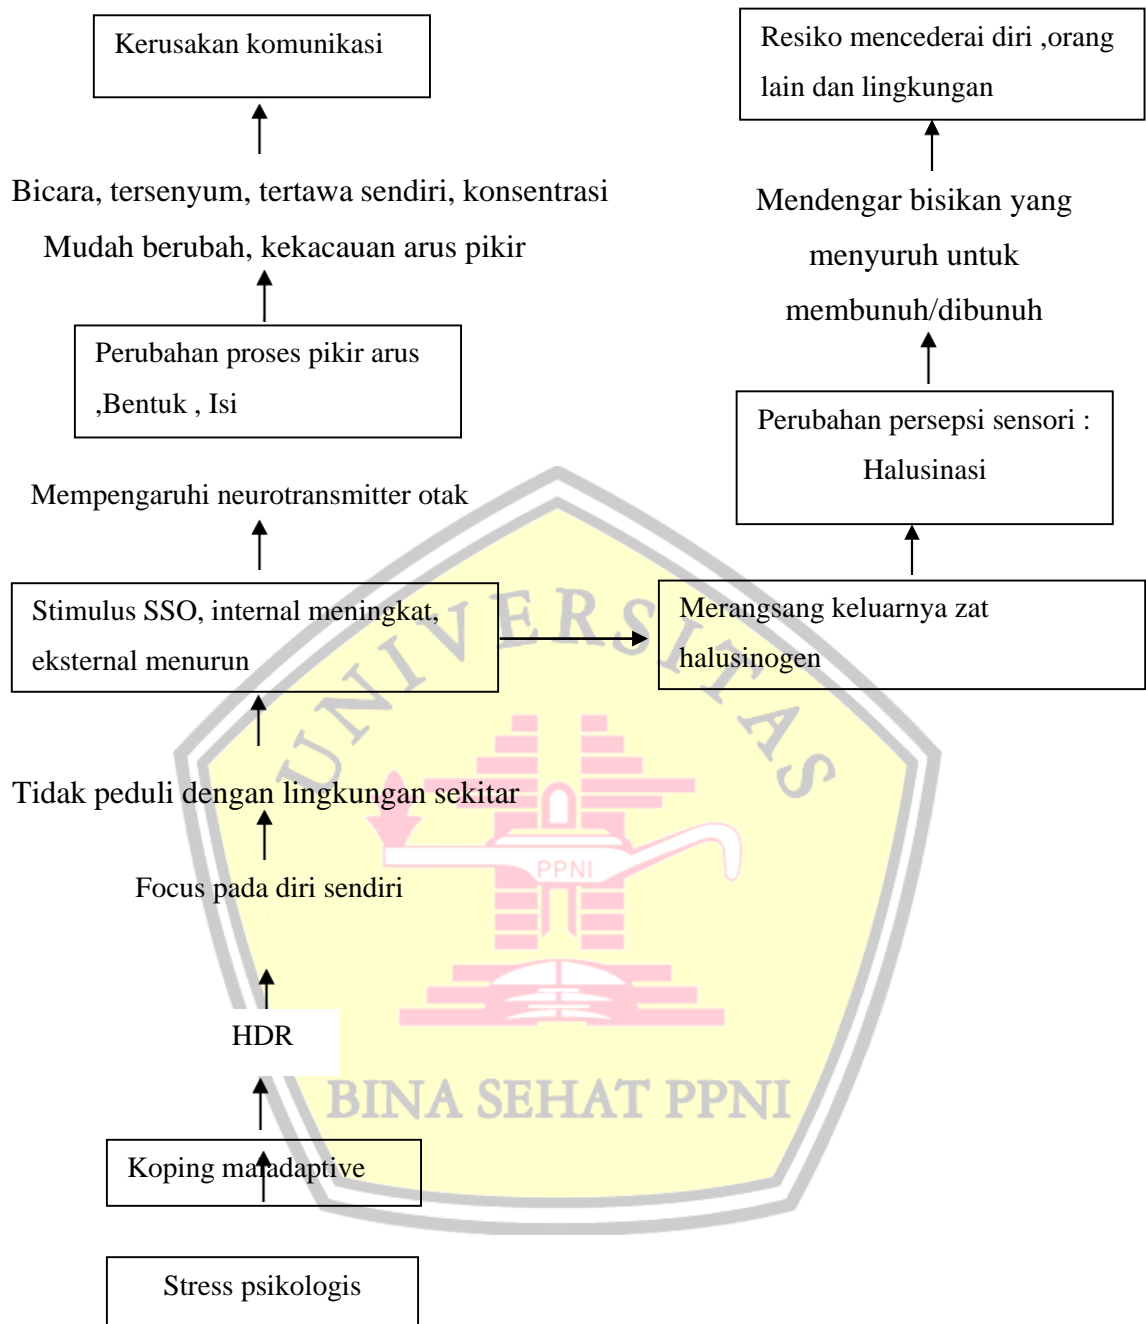 Kerusakan komunikasi
Resiko mencederai diri ,orang
lain dan lingkungan
Bicara, tersenyum, tertawa sendiri, konsentrasi
Mudah berubah, kekacauan arus pikir
Mendengar bisikan yang
menyuruh untuk
membunuh/dibunuh
Perubahan proses pikir arus
,Bentuk , Isi
Perubahan persepsi sensori :
Halusinasi
Mempengaruhi neurotransmitter otak
Stimulus SSO, internal meningkat,
eksternal menurun
Merangsang keluarnya zat
halusinogen
UNIVERSITAS
Tidak peduli dengan lingkungan sekitar
PPNI
Focus pada diri sendiri
HDR
BINA SEHAT PPNI
Koping maladaptive
Stress psikologis